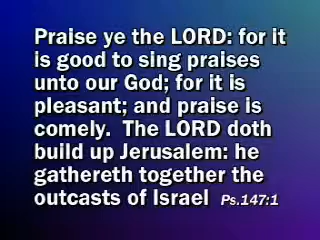 Praise ye the LORD: for it
is good to sing praises
unto our God; for it is
pleasant; and praise is
comely. The LORD doth
build up Jerusalem: he
gathereth together the
outcasts of Israel Ps.147:1